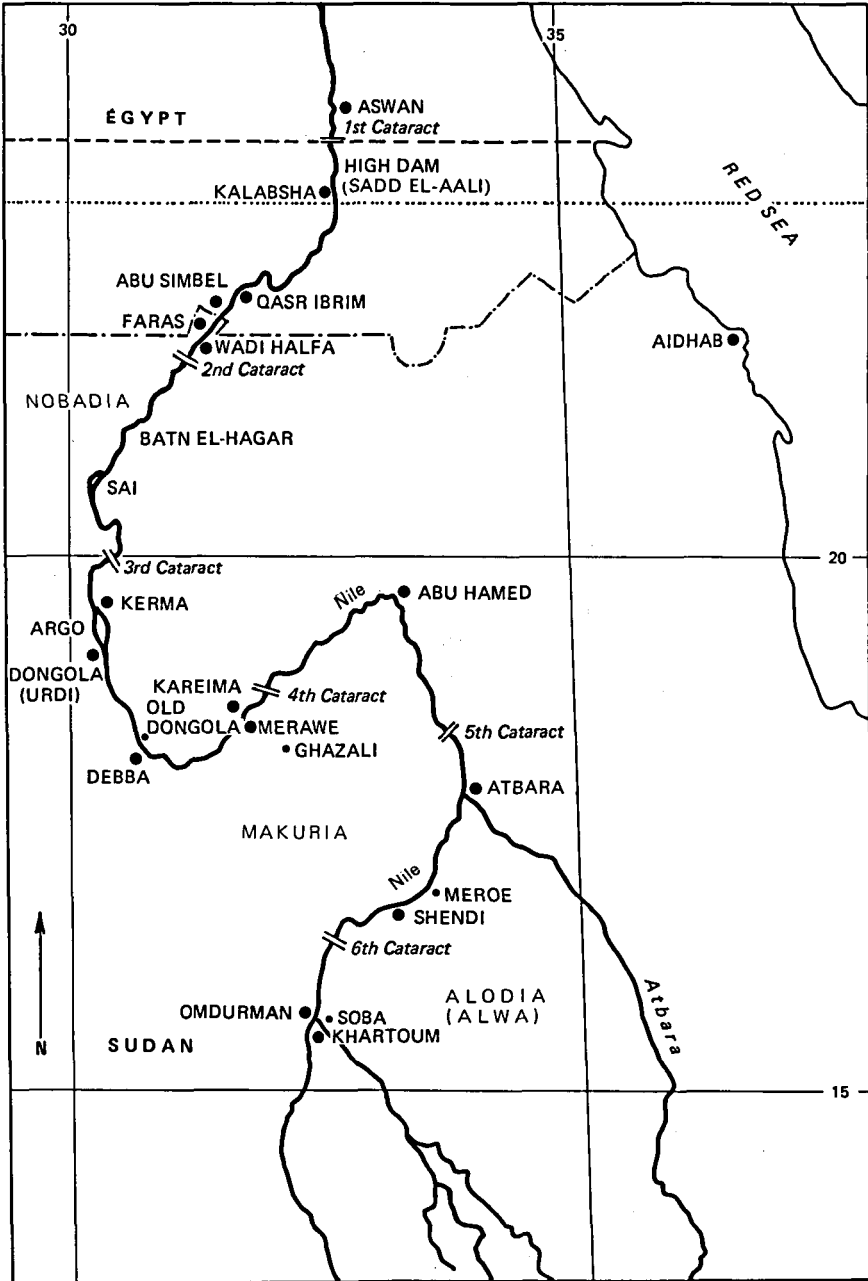 30
35
ASWAN
EGYPT
1st Cataract
HIGH DAM
(SADD EL-AALI)
KALABSHA
RED SEA
ABU SIMBEL
QASR IBRIM
FARAS
WADI HALFA
AIDHAB
2nd Cataract
NOBADIA
BATN EL-HAGAR
SAI
20
3rd Cataract
Nile
ABU HAMED
KERMA
ARGO
DONGOLA
(URDI)
KAREIMA
4th Cataract
OLD
DONGOLA
MERAWE
5th Cataract
GHAZALI
DEBBA
ATBARA
MAKURIA
Nile
MEROE
SHENDI
6th Cataract
Atbara
ALODIA
(ALWA)
OMDURMAN
SOBA
KHARTOUM
SUDAN
N
15